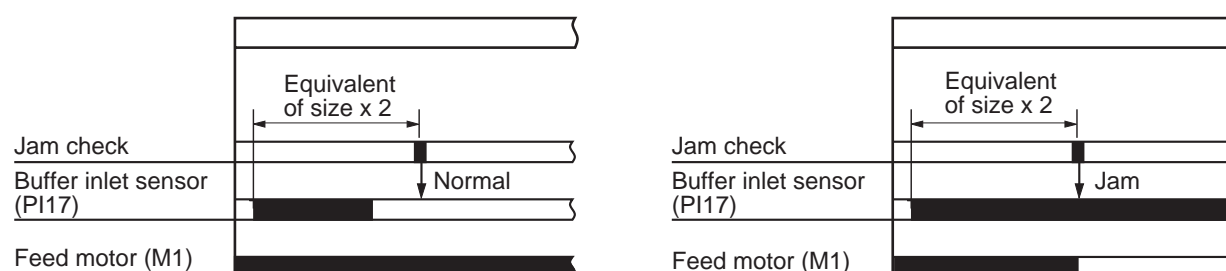 Equivalent
of size x 2
Jam check
Buffer inlet sensor
(PI17)
Normal
Feed motor (M1)
Equivalent
of size x 2
Jam check
Buffer inlet sensor
(PI17)
Jam
Feed motor (M1)